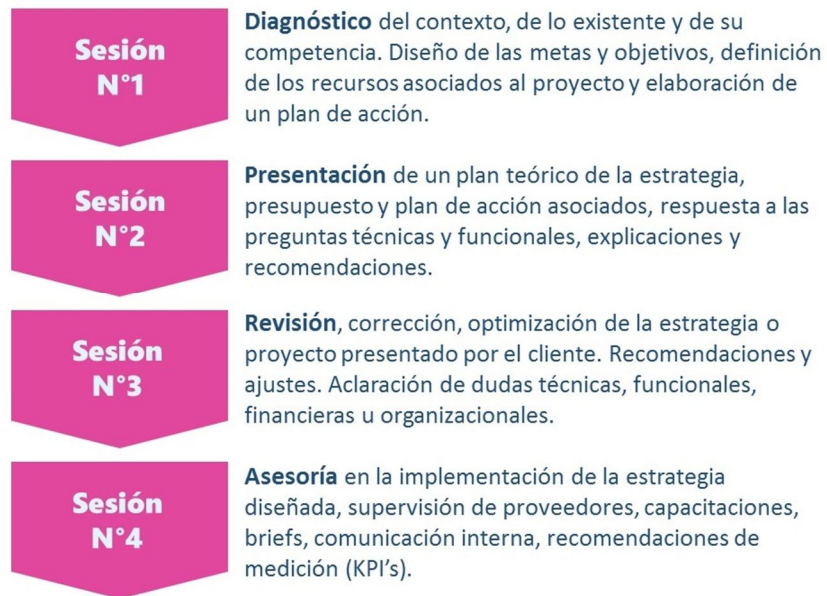 Sesión
N°1
Diagnóstico del contexto, de lo existente y de su
competencia. Diseño de las metas y objetivos, definición
de los recursos asociados al proyecto y elaboración de
un plan de acción.
Sesión
N°2
Presentación de un plan teórico de la estrategia,
presupuesto y plan de acción asociados, respuesta a las
preguntas técnicas y funcionales, explicaciones y
recomendaciones.
Sesión
N°3
Revisión, corrección, optimización de la estrategia o
proyecto presentado por el cliente. Recomendaciones y
ajustes. Aclaración de dudas técnicas, funcionales,
financieras u organizacionales.
Sesión
N°4
Asesoría en la implementación de la estrategia
diseñada, supervisión de proveedores, capacitaciones,
briefs, comunicación interna, recomendaciones de
medición (KPI’s).